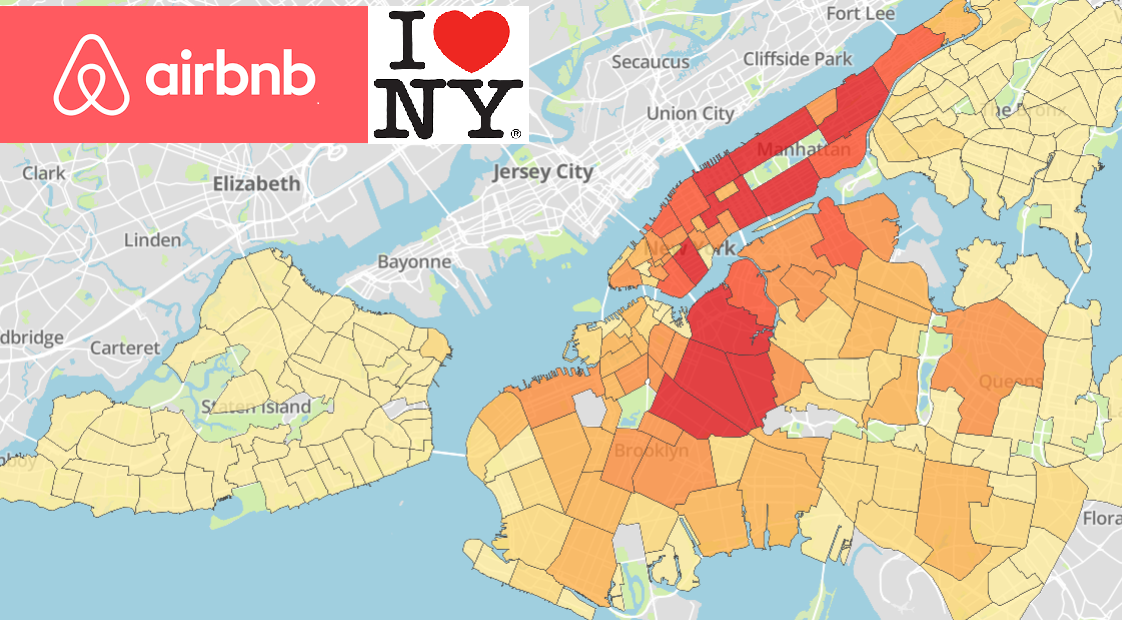 airbnb
I
NY®
Fort Lee
Secaucus
Cliffside Park
Union City
The Bronx
Manhattan
Clark
Elizabeth
Jersey City
Linden
New York
Bayonne
dbridge
Carteret
Queens
Staten Island
Brooklyn
Flora